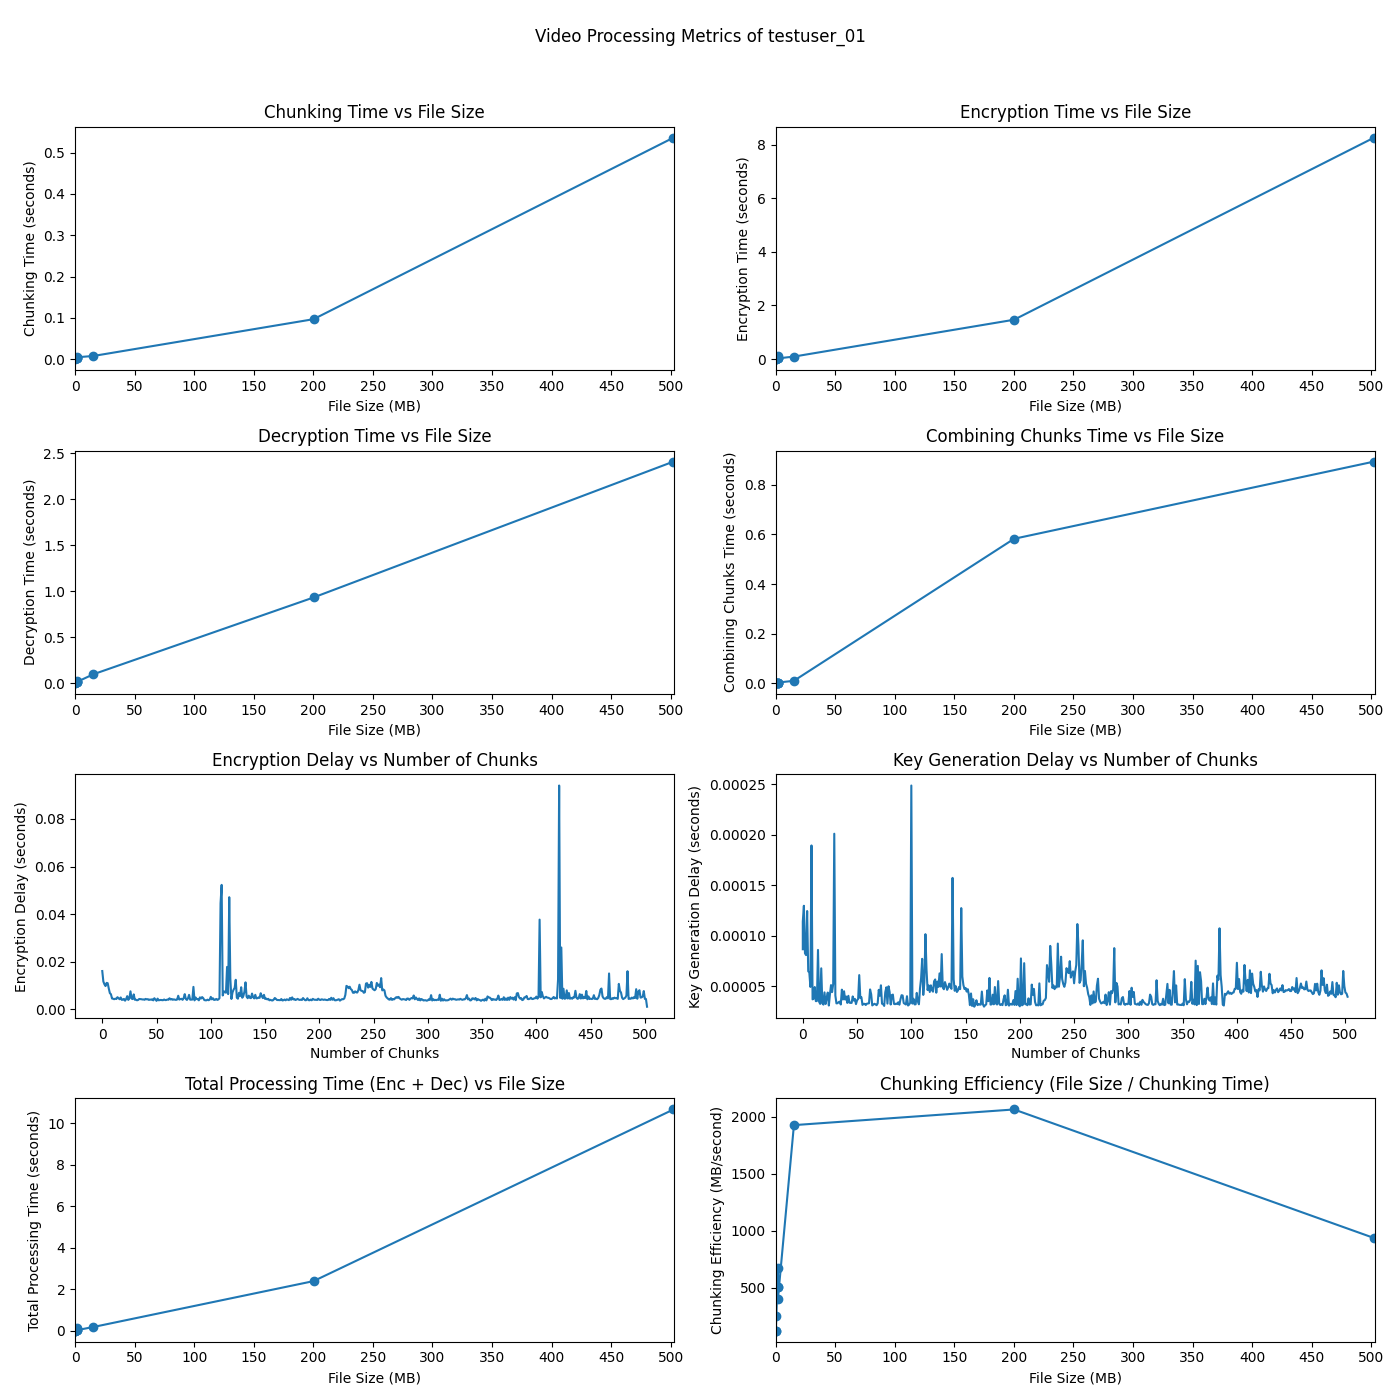 Video Processing Metrics of testuser_01
Chunking Time vs File Size
Chunking Time (seconds)
0.5
0.4
0.3
0.2
0.1
0.0
0 50 100 150 200 250 300 350 400 450 500
File Size (MB)
Encryption Time vs File Size
Encryption Time (seconds)
8
6
4
2
0
0 50 100 150 200 250 300 350 400 450 500
File Size (MB)
Decryption Time vs File Size
Decryption Time (seconds)
2.5
2.0
1.5
1.0
0.5
0.0
0 50 100 150 200 250 300 350 400 450 500
File Size (MB)
Combining Chunks Time vs File Size
Combining Chunks Time (seconds)
0.8
0.6
0.4
0.2
0.0
0 50 100 150 200 250 300 350 400 450 500
File Size (MB)
Encryption Delay vs Number of Chunks
Encryption Delay (seconds)
0.08
0.06
0.04
0.02
0.00
0 50 100 150 200 250 300 350 400 450 500
Number of Chunks
Key Generation Delay vs Number of Chunks
Key Generation Delay (seconds)
0.00025
0.00020
0.00015
0.00010
0.00005
0 50 100 150 200 250 300 350 400 450 500
Number of Chunks
Total Processing Time (Enc + Dec) vs File Size
Total Processing Time (seconds)
10
8
6
4
2
0
0 50 100 150 200 250 300 350 400 450 500
File Size (MB)
Chunking Efficiency (File Size / Chunking Time)
Chunking Efficiency (MB/second)
2000
1500
1000
500
0 50 100 150 200 250 300 350 400 450 500
File Size (MB)